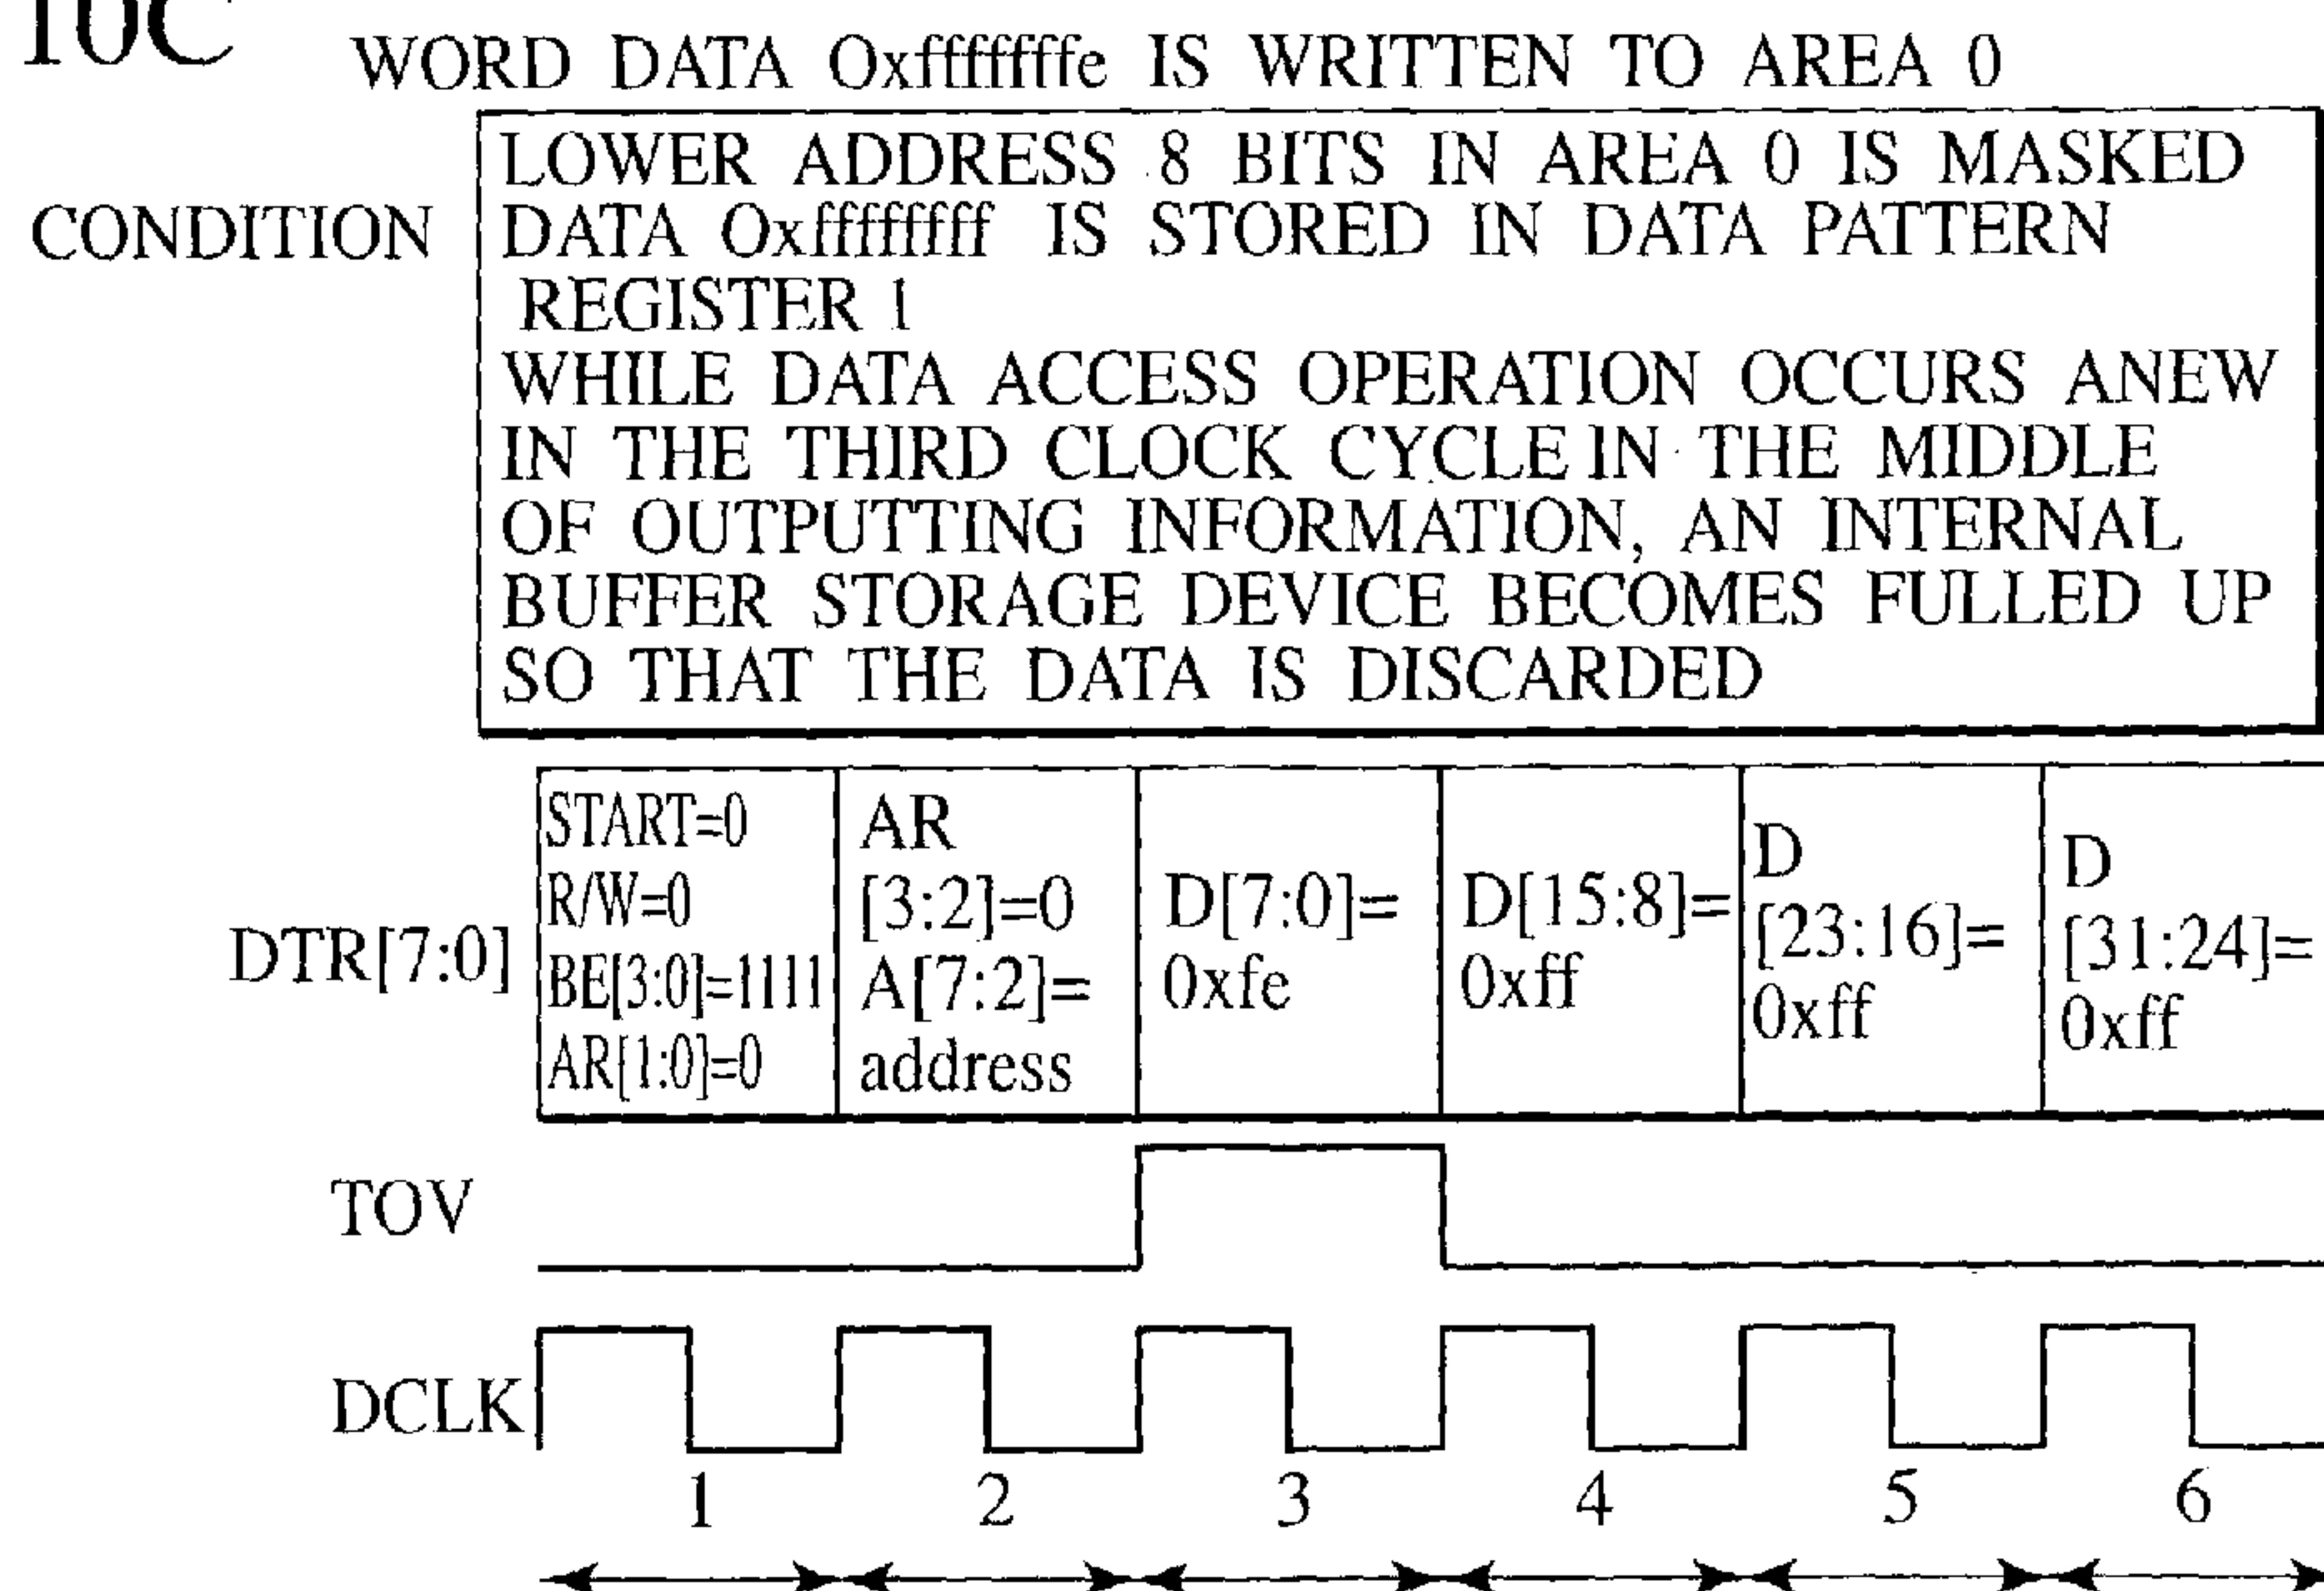 10C
WORD DATA Oxfffffffe IS WRITTEN TO AREA 0
CONDITION
LOWER ADDRESS 8 BITS IN AREA 0 IS MASKED
DATA Oxffffffff IS STORED IN DATA PATTERN
REGISTER 1
WHILE DATA ACCESS OPERATION OCCURS ANEW
IN THE THIRD CLOCK CYCLE IN THE MIDDLE
OF OUTPUTTING INFORMATION, AN INTERNAL
BUFFER STORAGE DEVICE BECOMES FULLED UP
SO THAT THE DATA IS DISCARDED
DTR[7:0]
START=0
R/W=0
BE[3:0]=1111
AR[1:0]=0
AR
[3:2]=0
A[7:2]=
address
D[7:0]=
0xfe
D[15:8]=
0xff
D
[23:16]=
0xff
D
[31:24]=
0xff
TOV
DCLK
1 2 3 4 5 6